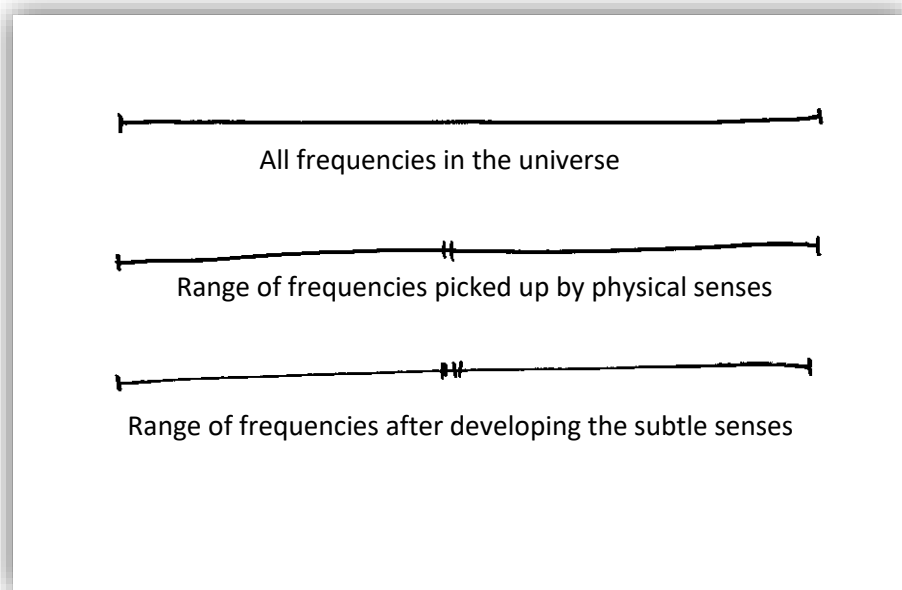 All frequencies in the universe
Range of frequencies picked up by physical senses
Range of frequencies after developing the subtle senses